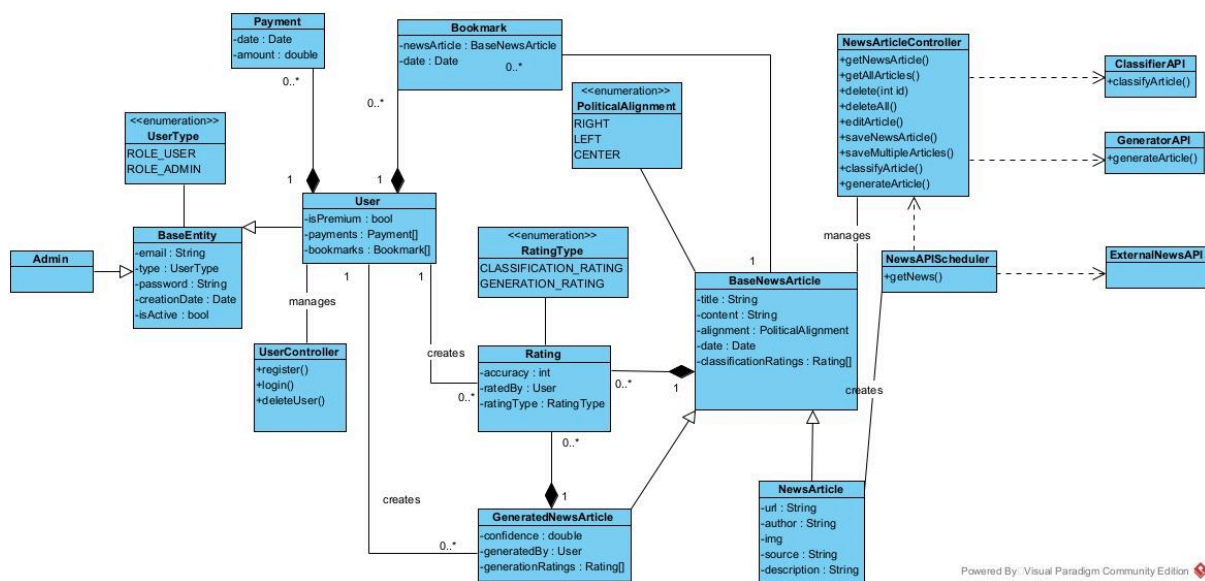 Payment
-date : Date
-amount : double
0..*
1
Bookmark
-newsArticle : BaseNewsArticle
-date : Date
0..*
0..*
1
<<enumeration>>
UserType
ROLE_USER
ROLE_ADMIN
<<enumeration>>
PoliticalAlignment
RIGHT
LEFT
CENTER
NewsArticleController
+getNewsArticle()
+getAllArticles()
+delete(int id)
+deleteAll()
+editArticle()
+saveNewsArticle()
+saveMultipleArticles()
+classifyArticle()
+generateArticle()
ClassifierAPI
+classifyArticle()
GeneratorAPI
+generateArticle()
User
-isPremium : bool
-payments : Payment[]
-bookmarks : Bookmark[]
1
1
BaseEntity
-email : String
-type : UserType
-password : String
-creationDate : Date
-isActive : bool
Admin
manages
<<enumeration>>
RatingType
CLASSIFICATION_RATING
GENERATION_RATING
manages
NewsAPIScheduler
+getNews()
ExternalNewsAPI
1
BaseNewsArticle
-title : String
-content : String
-alignment : PoliticalAlignment
-date : Date
-classificationRatings : Rating[]
UserController
+register()
+login()
+deleteUser()
creates
0..*
Rating
-accuracy : int
-ratedBy : User
-ratingType : RatingType
0..*
1
0..*
creates
creates
0..*
1
GeneratedNewsArticle
-confidence : double
-generatedBy : User
-generationRatings : Rating[]
NewsArticle
-url : String
-author : String
-img
-source : String
-description : String
Powered By: Visual Paradigm Community Edition